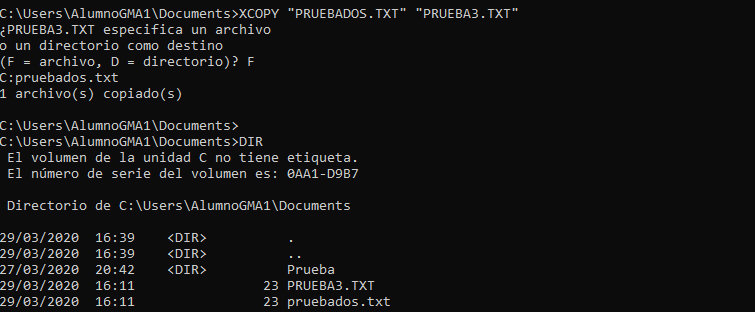 C:\Users\AlumnoGMA1\Documents>XCOPY "PRUEBADOS.TXT" "PRUEBA3.TXT"
¿PRUEBA3.TXT especifica un archivo
o un directorio como destino
(F = archivo, D = directorio)? F
C:pruebados.txt
1 archivo(s) copiado(s)
C:\Users\AlumnoGMA1\Documents>
C:\Users\AlumnoGMA1\Documents>DIR
El volumen de la unidad C no tiene etiqueta.
El número de serie del volumen es: 0AA1-D9B7
Directorio de C:\Users\AlumnoGMA1\Documents
29/03/2020 16:39 <DIR> .
29/03/2020 16:39 <DIR> ..
27/03/2020 20:42 <DIR> Prueba
29/03/2020 16:11 23 PRUEBA3.TXT
29/03/2020 16:11 23 pruebados.txt